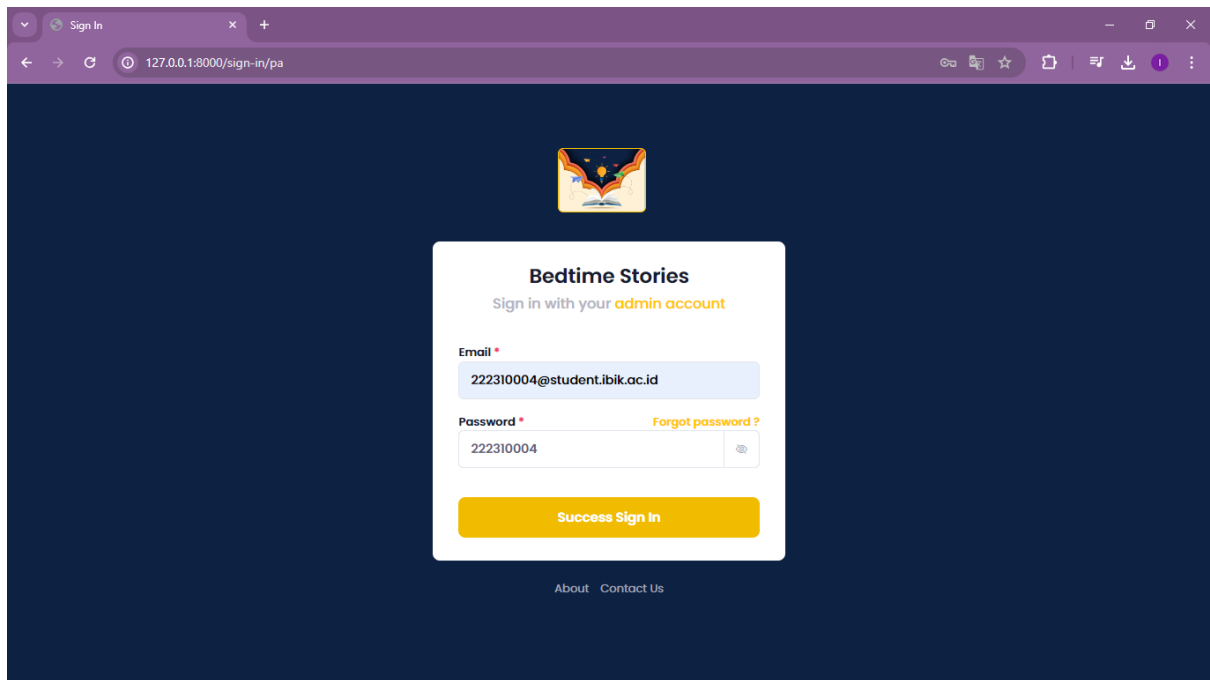 Sign In
127.0.0.1:8000/sign-in/pa
I
Bedtime Stories
Sign in with your admin account
Email *
222310004@student.ibik.ac.id
Password * Forgot password ?
222310004
Success Sign In
About Contact Us